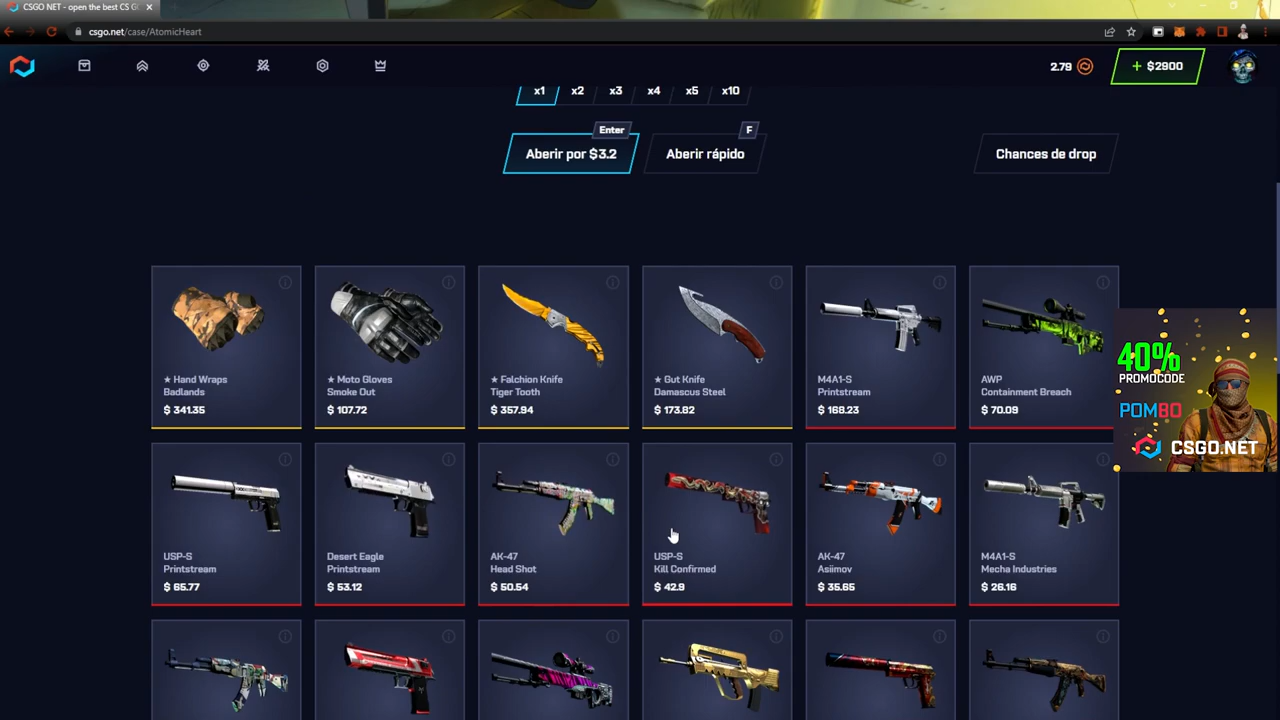 CSGO NET - open the best CS G
csgo.net/case/AtomicHeart
2.79
+ $2900
x1 x2 x3 x4 x5 x10
Enter
F
Aberir por $3.2
Aberir rápido
Chances de drop
★ Hand Wraps
Badlands
$ 341.35
★ Moto Gloves
Smoke Out
$ 107.72
★ Falchion Knife
Tiger Tooth
$ 357.94
★ Gut Knife
Damascus Steel
$ 173.82
M4A1-S
Printstream
$ 168.23
AWP
Containment Breach
$ 70.09
40%
PROMOCODE
POMBO
CSGO.NET
USP-S
Printstream
$ 65.77
Desert Eagle
Printstream
$ 53.12
AK-47
Head Shot
$ 50.54
USP-S
Kill Confirmed
$ 42.9
AK-47
Asiimov
$ 35.65
M4A1-S
Mecha Industries
$ 26.16